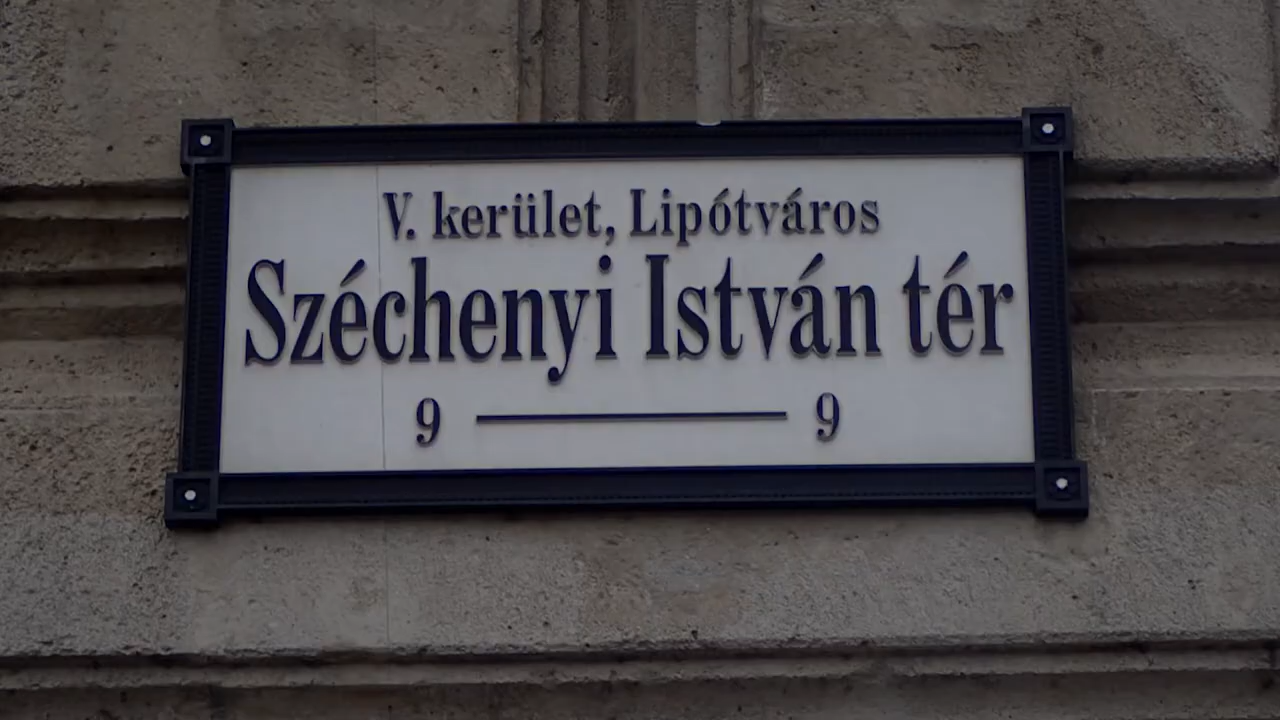 V. kerület, Lipótváros
Széchenyi István tér
9 — 9